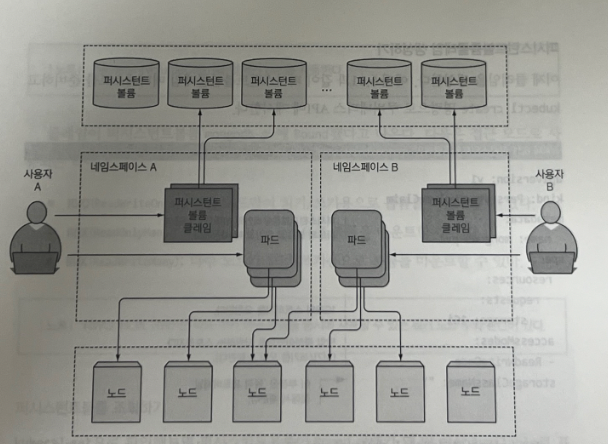 퍼시스턴트
볼륨
퍼시스턴트
볼륨
퍼시스턴트
볼륨
...
퍼시스턴트
볼륨
퍼시스턴트
볼륨
네임스페이스 A
네임스페이스 B
사용자
A
사용자
B
퍼시스턴트
볼륨
클레임
퍼시스턴트
볼륨
클레임
파드
파드
노드
노드
노드
노드
노드
노드